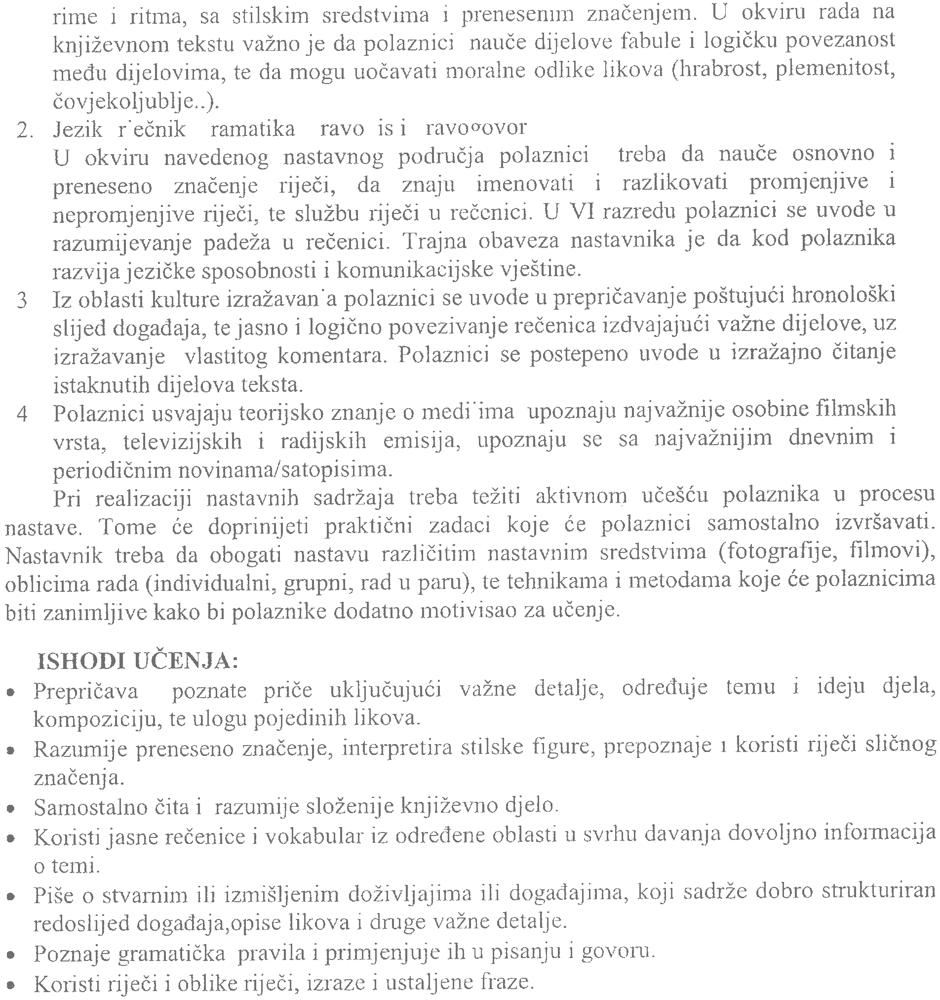 rime i ritma, sa stilskim sredstvima i prenesenim značenjem. U okviru rada na
književnom tekstu važno je da polaznici nauče dijelove fabule i logičku povezanost
među dijelovima, te da mogu uočavati moralne odlike likova (hrabrost, plemenitost,
čovjekoljublje..).
2. Jezik
U okviru navedenog nastavnog područja polaznici treba da nauče osnovno i
preneseno značenje riječi, da znaju imenovati i razlikovati promjenjive i
nepromjenjive riječi, te službu riječi u rečenici. U VI razredu polaznici se uvode u
razumijevanje padeža u rečenici. Trajna obaveza nastavnika je da kod polaznika
razvija jezičke sposobnosti i komunikacijske vještine.
3 Iz oblasti kulture izražavanja polaznici se uvode u prepričavanje poštujući hronološki
slijed događaja, te jasno i logično povezivanje rečenica izdvajajući važne dijelove, uz
izražavanje vlastitog komentara. Polaznici se postepeno uvode u izražajno čitanje
istaknutih dijelova teksta.
4 Polaznici usvajaju teorijsko znanje o medijima upoznaju najvažnije osobine filmskih
vrsta, televizijskih i radijskih emisija, upoznaju se sa najvažnijim dnevnim i
periodičnim novinama/satopisima.
Pri realizaciji nastavnih sadržaja treba težiti aktivnom učešću polaznika u procesu
nastave. Tome će doprinijeti praktični zadaci koje će polaznici samostalno izvršavati.
Nastavnik treba da obogati nastavu različitim nastavnim sredstvima (fotografije, filmovi),
oblicima rada (individualni, grupni, rad u paru), te tehnikama i metodama koje će polaznicima
biti zanimljive kako bi polaznike dodatno motivisao za učenje.
ISHODI UČENJA:
• Prepričava poznate priče uključujući važne detalje, određuje temu i ideju djela,
kompoziciju, te ulogu pojedinih likova.
• Razumije preneseno značenje, interpretira stilske figure, prepoznaje i koristi riječi sličnog
značenja.
• Samostalno čita i razumije složenije književno djelo.
• Koristi jasne rečenice i vokabular iz određene oblasti u svrhu davanja dovoljno informacija
o temi.
• Piše o stvarnim ili izmišljenim doživljajima ili događajima, koji sadrže dobro strukturiran
redoslijed događaja,opise likova i druge važne detalje.
• Poznaje gramatička pravila i primjenjuje ih u pisanju i govoru.
• Koristi riječi i oblike riječi, izraze i ustaljene fraze.